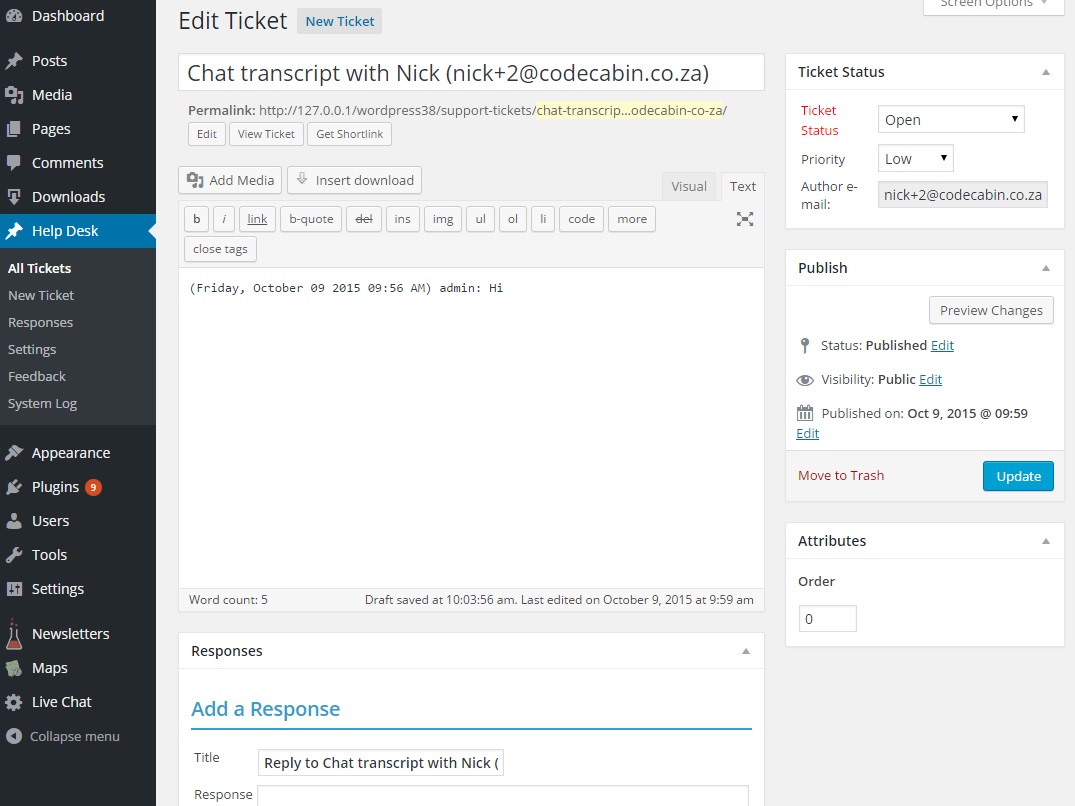 Dashboard
Posts
Media
Pages
Comments
Downloads
Help Desk
All Tickets
New Ticket
Responses
Settings
Feedback
System Log
Appearance
Plugins 9
Users
Tools
Settings
Newsletters
Maps
Live Chat
Collapse menu
Screen Options
Edit Ticket New Ticket
Chat transcript with Nick (nick+2@codecabin.co.za)
Permalink: http://127.0.0.1/wordpress38/support-tickets/chat-transcrip...odecabin-co-za/
Edit View Ticket Get Shortlink
Add Media Insert download
Visual Text
b i link b-quote del ins img ul ol li code more
close tags
(Friday, October 09 2015 09:56 AM) admin: Hi
Word count: 5 Draft saved at 10:03:56 am. Last edited on October 9, 2015 at 9:59 am
Responses
Add a Response
Title Reply to Chat transcript with Nick (
Response
Ticket Status
Ticket
Status
Open
Priority Low
Author e-
mail:
nick+2@codecabin.co.za
Publish
Preview Changes
Status: Published Edit
Visibility: Public Edit
Published on: Oct 9, 2015 @ 09:59
Edit
Move to Trash Update
Attributes
Order
0